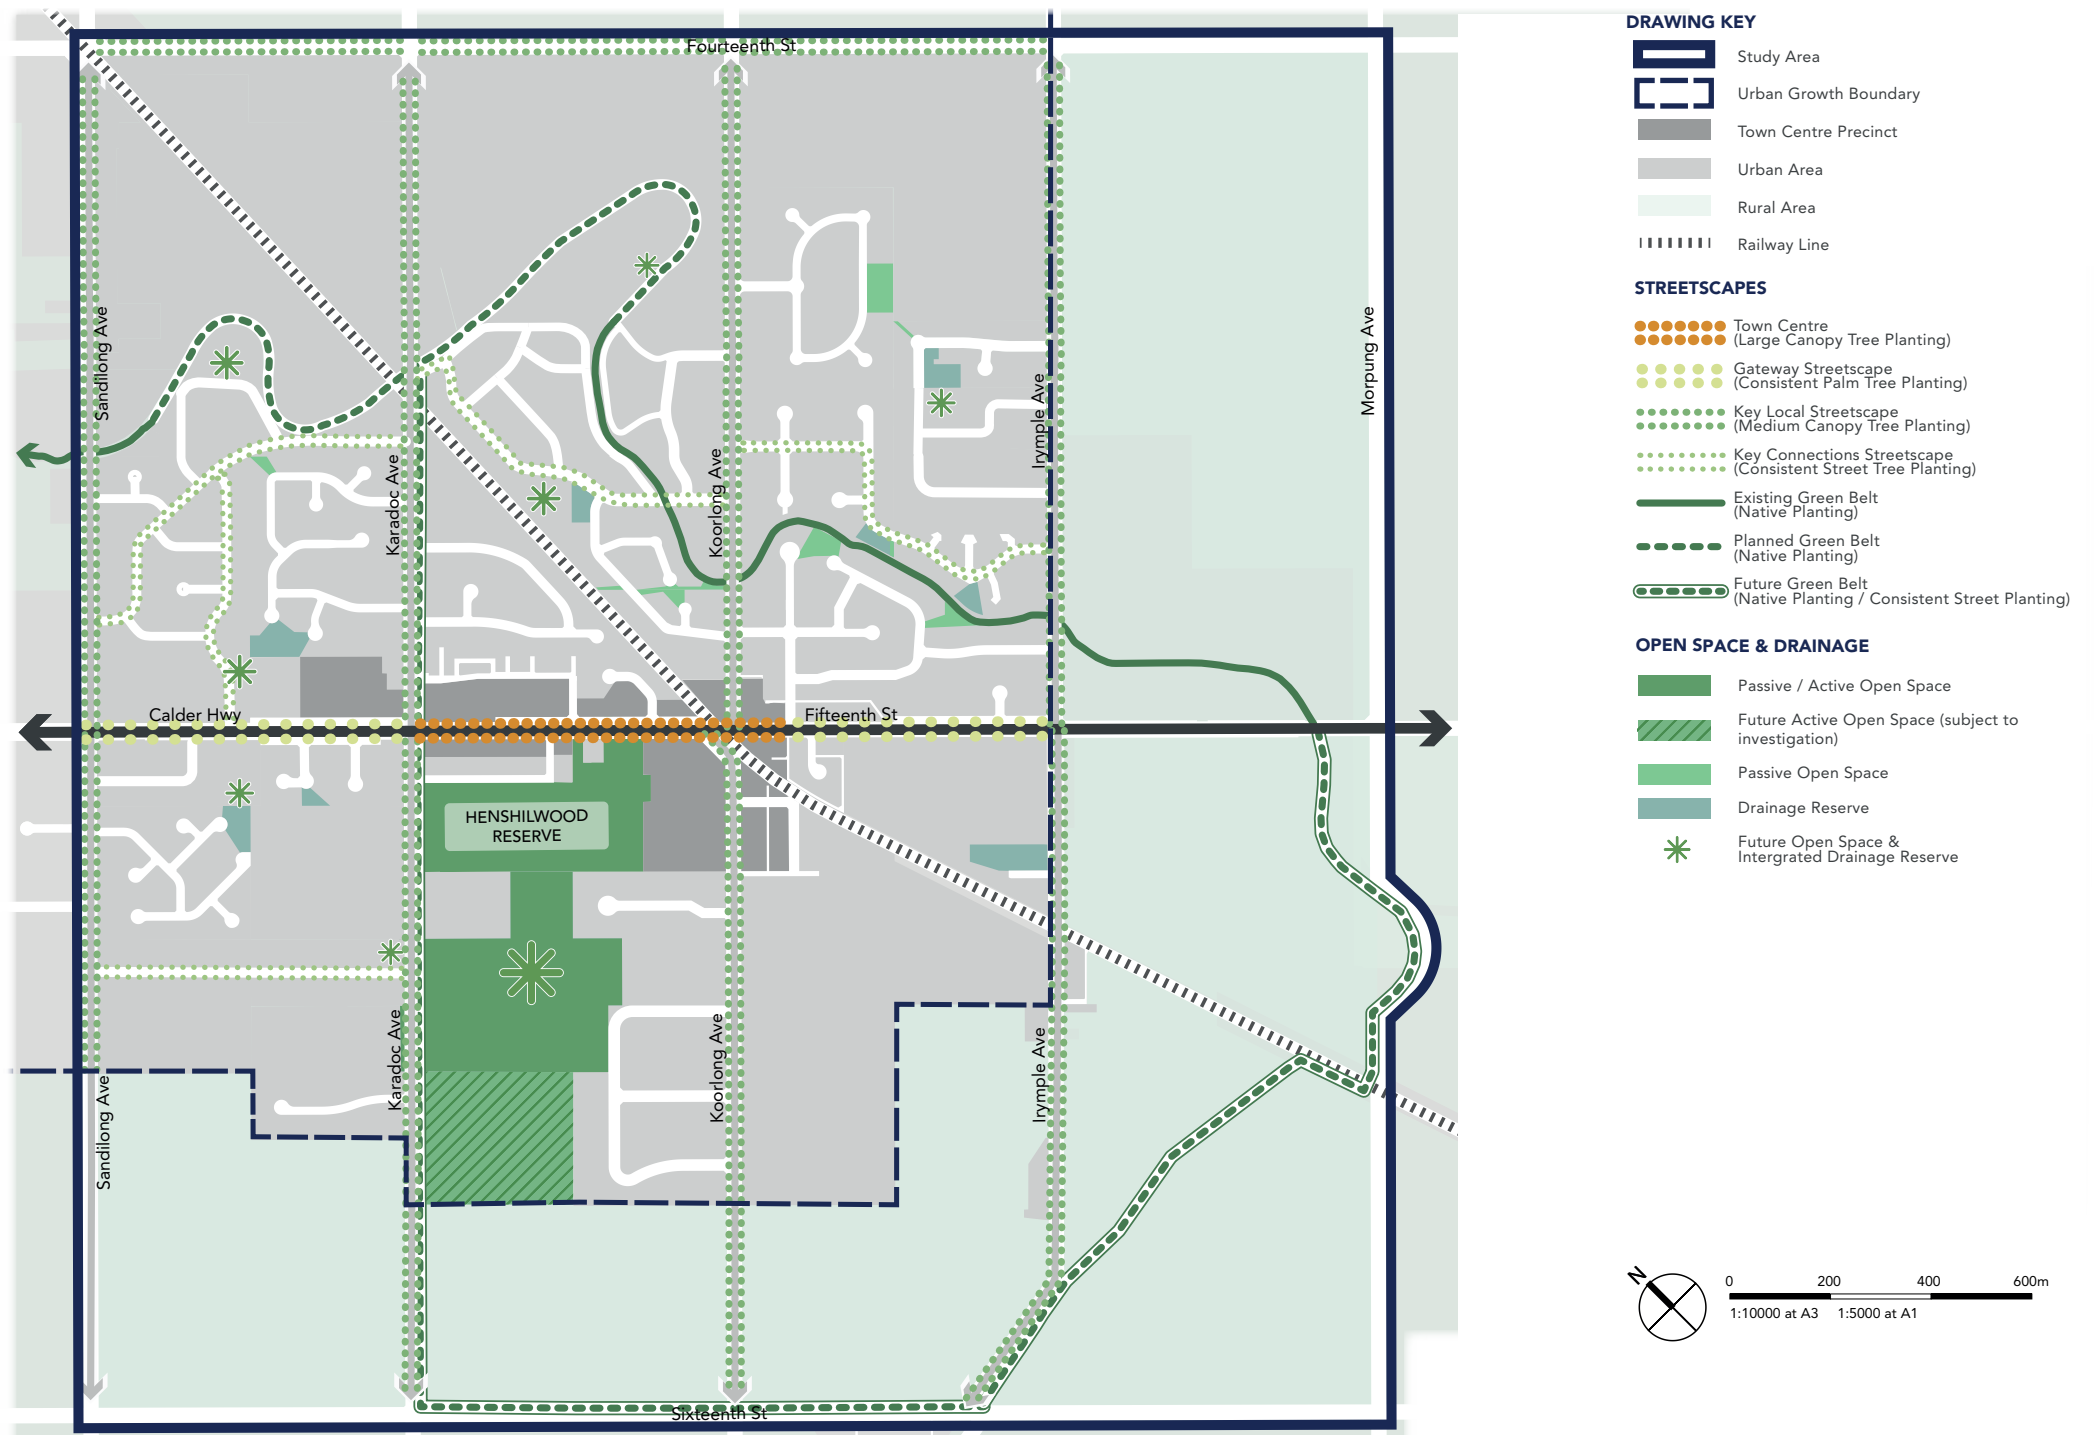 Fourteenth St
Sandilong Ave
Karadoc Ave
Koorlong Ave
Irymple Ave
Morpung Ave
Calder Hwy
Fifteenth St
HENSHILWOOD
RESERVE
Sandilong Ave
Karadoc Ave
Koorlong Ave
Irymple Ave
Sixteenth St
DRAWING KEY
Study Area
Urban Growth Boundary
Town Centre Precinct
Urban Area
Rural Area
Railway Line
STREETSCAPES
Town Centre
(Large Canopy Tree Planting)
Gateway Streetscape
(Consistent Palm Tree Planting)
Key Local Streetscape
(Medium Canopy Tree Planting)
Key Connections Streetscape
(Consistent Street Tree Planting)
Existing Green Belt
(Native Planting)
Planned Green Belt
(Native Planting)
Future Green Belt
(Native Planting / Consistent Street Planting)
OPEN SPACE & DRAINAGE
Passive / Active Open Space
Future Active Open Space (subject to
investigation)
Passive Open Space
Drainage Reserve
Future Open Space &
Intergrated Drainage Reserve
N
0 200 400 600m
1:10000 at A3 1:5000 at A1